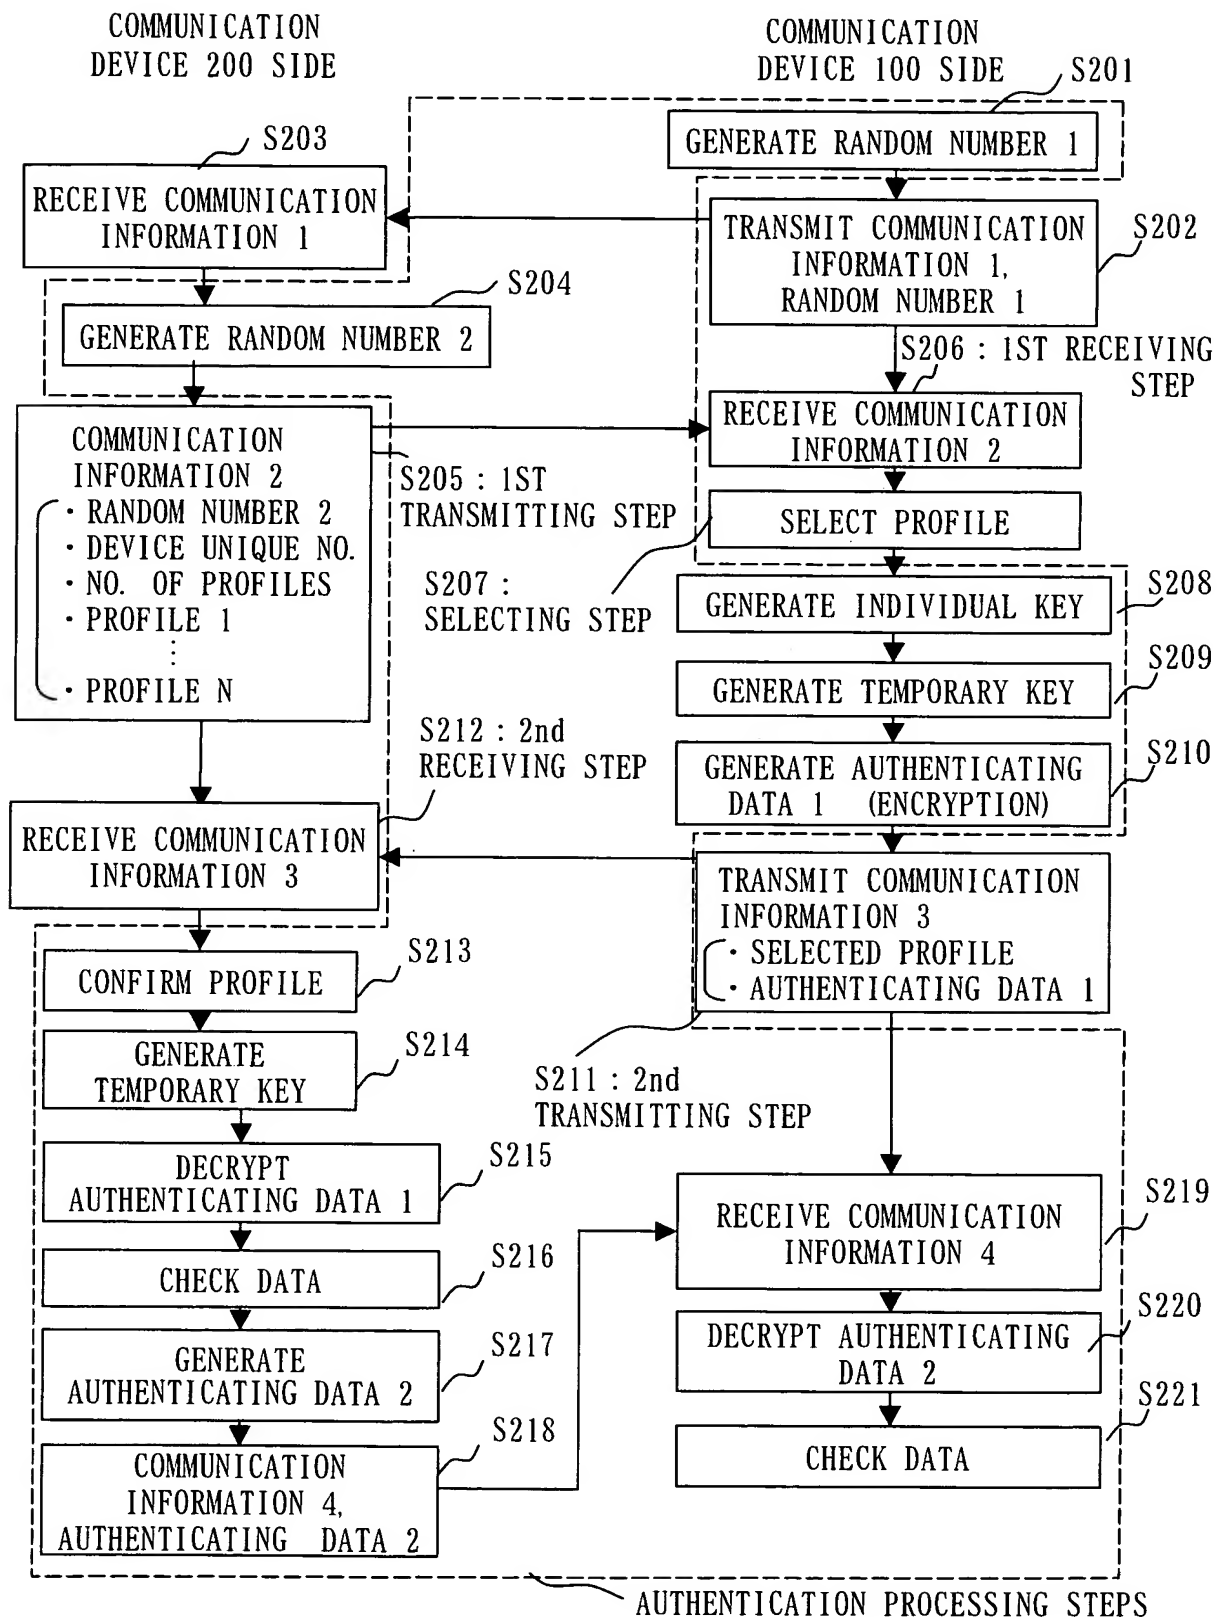 COMMUNICATION
DEVICE 200 SIDE
COMMUNICATION
DEVICE 100 SIDE
S201
GENERATE RANDOM NUMBER 1
S203
RECEIVE COMMUNICATION
INFORMATION 1
TRANSMIT COMMUNICATION
INFORMATION 1,
RANDOM NUMBER 1
S202
S204
GENERATE RANDOM NUMBER 2
S206 : 1ST RECEIVING
STEP
RECEIVE COMMUNICATION
INFORMATION 2
COMMUNICATION
INFORMATION 2
· RANDOM NUMBER 2
· DEVICE UNIQUE NO.
· NO. OF PROFILES
· PROFILE 1
⋮
· PROFILE N
S205 : 1ST
TRANSMITTING STEP
SELECT PROFILE
S207 :
SELECTING STEP
GENERATE INDIVIDUAL KEY
S208
GENERATE TEMPORARY KEY
S209
GENERATE AUTHENTICATING
DATA 1 (ENCRYPTION)
S210
S212 : 2nd
RECEIVING STEP
RECEIVE COMMUNICATION
INFORMATION 3
TRANSMIT COMMUNICATION
INFORMATION 3
· SELECTED PROFILE
· AUTHENTICATING DATA 1
S213
CONFIRM PROFILE
S214
GENERATE
TEMPORARY KEY
S211 : 2nd
TRANSMITTING STEP
S215
DECRYPT
AUTHENTICATING DATA 1
S216
CHECK DATA
S217
GENERATE
AUTHENTICATING DATA 2
S218
COMMUNICATION
INFORMATION 4,
AUTHENTICATING DATA 2
S219
RECEIVE COMMUNICATION
INFORMATION 4
S220
DECRYPT AUTHENTICATING
DATA 2
S221
CHECK DATA
AUTHENTICATION PROCESSING STEPS